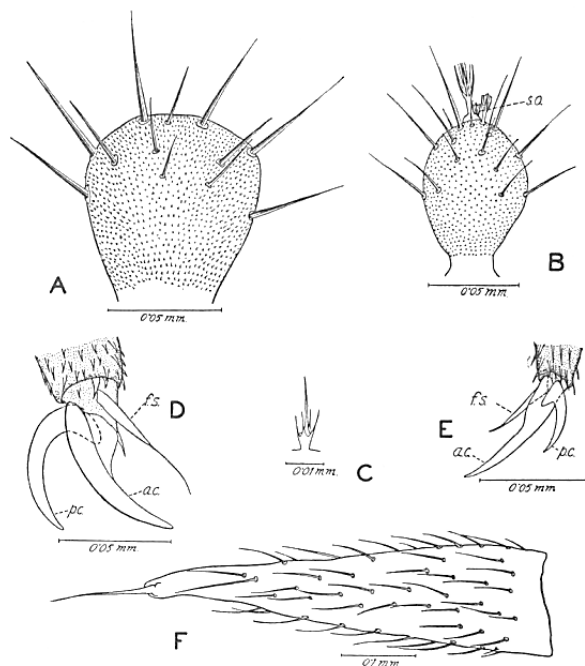 s.o.
A
B
0·05 mm.
0·05 mm.
f.s.
D
E
f.s.
a.c.
p.c.
C
a.c.
p.c.
0·01 mm.
0·05 mm.
0·05 mm.
F
0·1 mm.